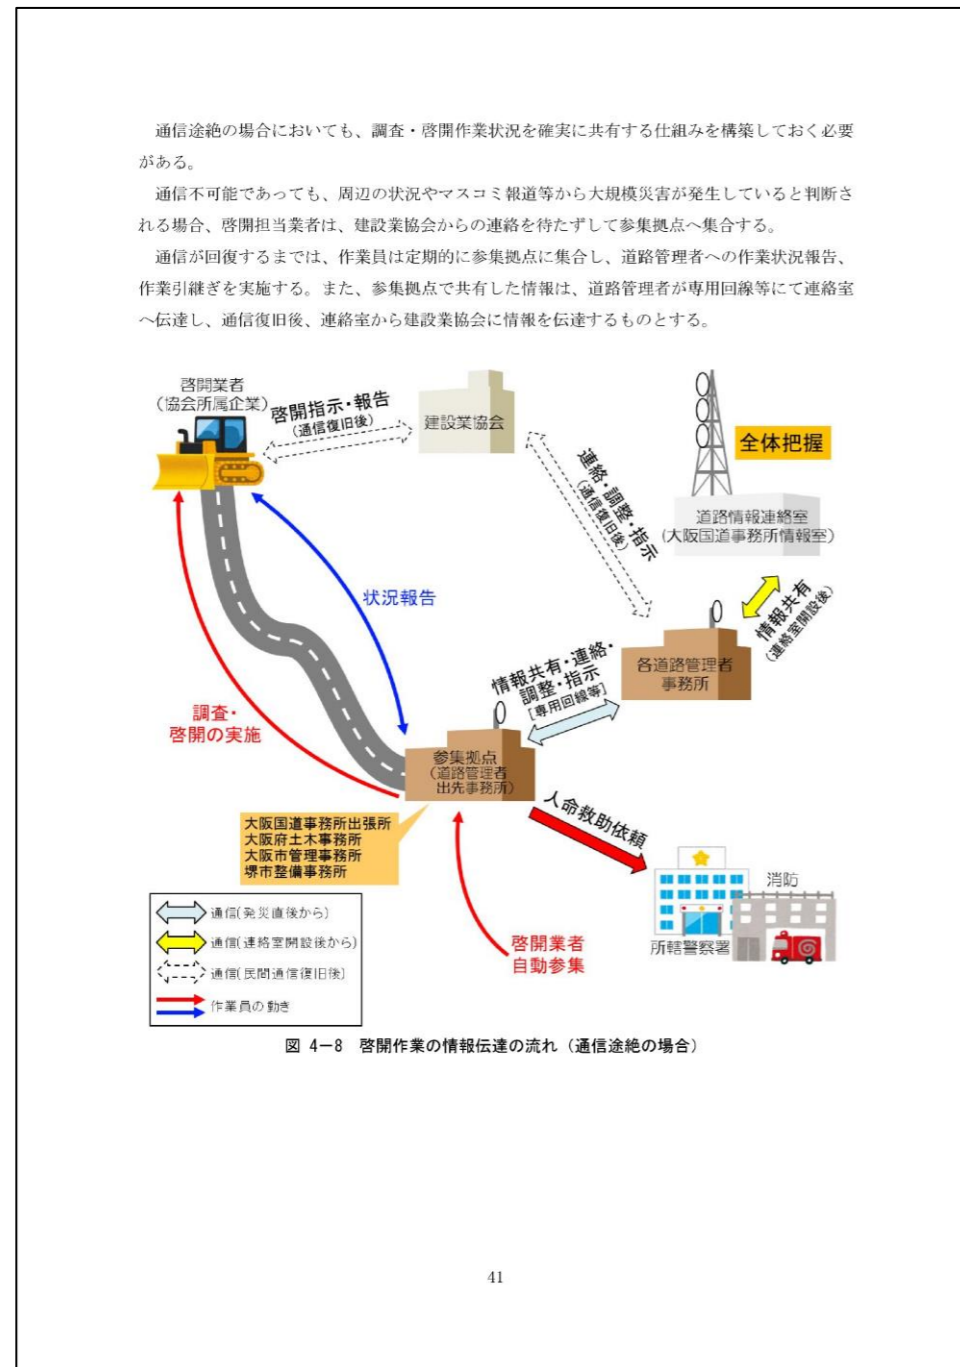 通信途絶の場合においても、調査・啓開作業状況を確実に共有する仕組みを構築しておく必要
がある。
通信不可能であっても、周辺の状況やマスコミ報道等から大規模災害が発生していると判断さ
れる場合、啓開担当業者は、建設業協会からの連絡を待たずして参集拠点へ集合する。
通信が回復するまでは、作業員は定期的に参集拠点に集合し、道路管理者への作業状況報告、
作業引継ぎを実施する。また、参集拠点で共有した情報は、道路管理者が専用回線等にて連絡室
へ伝達し、通信復旧後、連絡室から建設業協会に情報を伝達するものとする。
啓開業者
(協会所属企業)
啓開指示・報告
(通信復旧後)
建設業協会
連絡・調整・指示
(通信復旧後)
全体把握
道路情報連絡室
(大阪国道事務所情報室)
情報共有
(連絡室開設後)
各道路管理者
事務所
状況報告
情報共有・連絡・
調整・指示
[専用回線等]
調査・
啓開の実施
参集拠点
(道路管理者
出先事務所)
大阪国道事務所出張所
大阪府土木事務所
大阪市管理事務所
堺市整備事務所
人命救助依頼
消防
所轄警察署
啓開業者
自動参集
通信(発災直後から)
通信(連絡室開設後から)
通信(民間通信復旧後)
作業員の動き
図 4－8 啓開作業の情報伝達の流れ（通信途絶の場合）
41